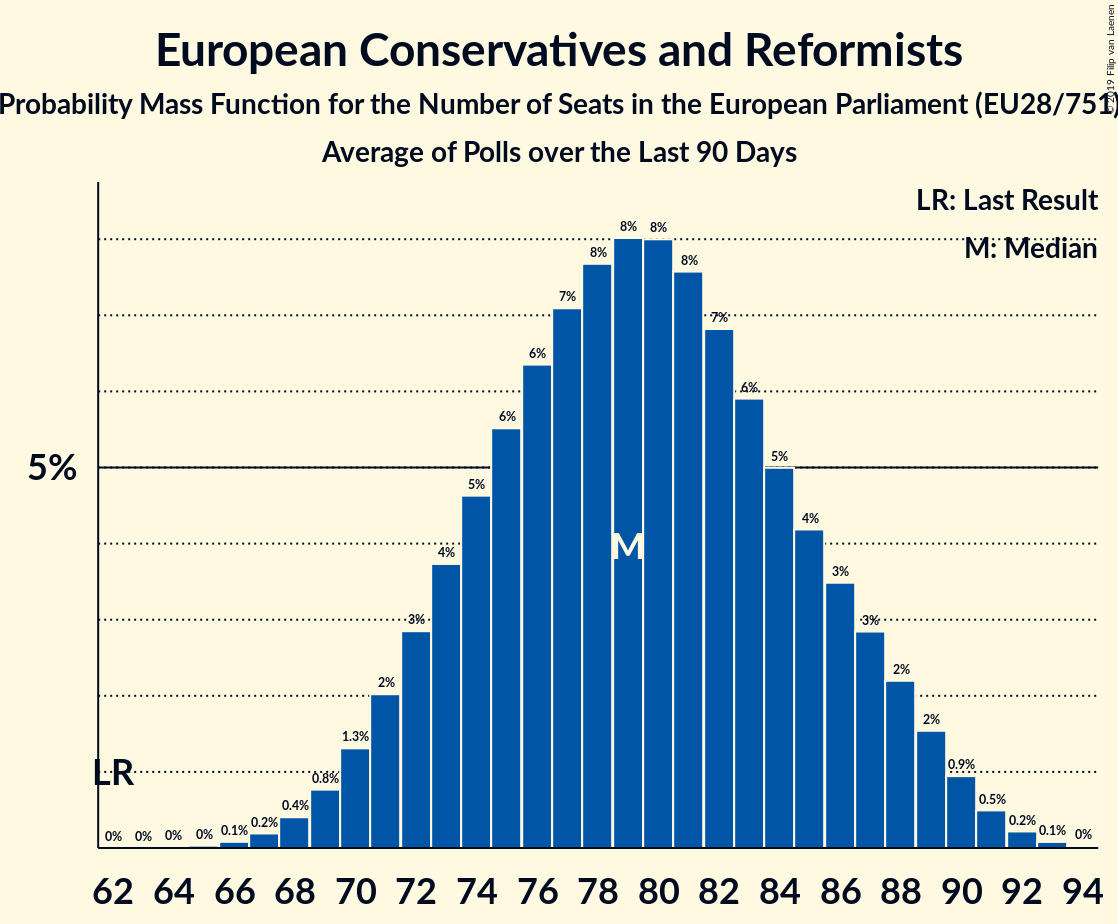 European Conservatives and Reformists
© 2019 Filip van Laenen
Probability Mass Function for the Number of Seats in the European Parliament (EU28/751)
Average of Polls over the Last 90 Days
LR: Last Result
M: Median
5%
LR
M
0% 0% 0% 0% 0.1% 0.2% 0.4% 0.8% 1.3% 2% 3% 4% 5% 6% 6% 7% 8% 8% 8% 8% 7% 6% 5% 4% 3% 3% 2% 2% 0.9% 0.5% 0.2% 0.1% 0%
62 64 66 68 70 72 74 76 78 80 82 84 86 88 90 92 94